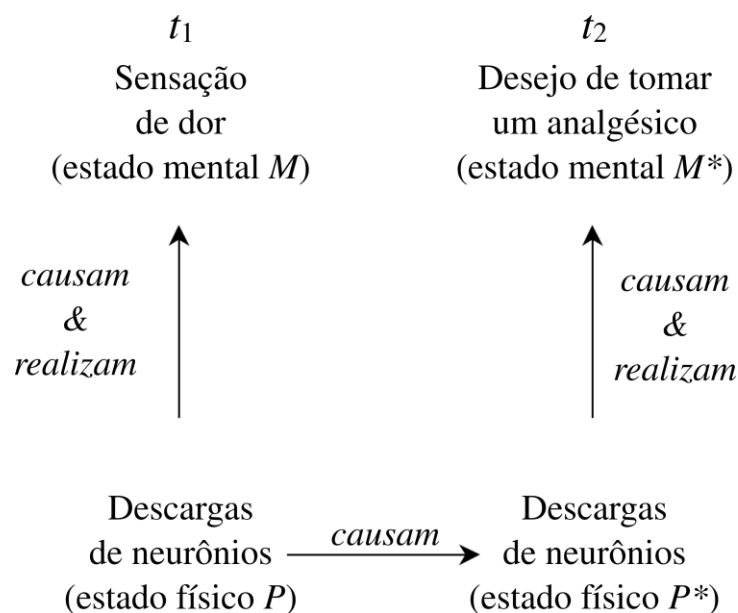 t₁
Sensação
de dor
(estado mental M)
t₂
Desejo de tomar
um analgésico
(estado mental M*)
causam
&
realizam
causam
&
realizam
Descargas
de neurônios
(estado físico P)
causam
Descargas
de neurônios
(estado físico P*)